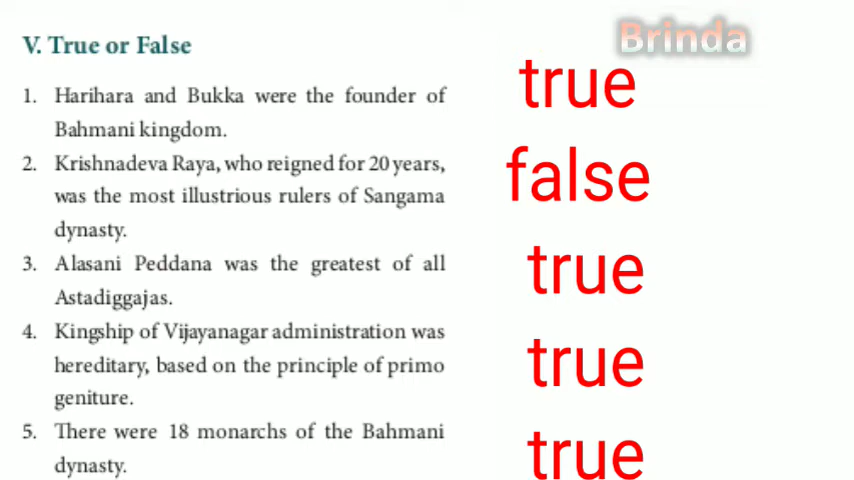 Brinda
V. True or False
true
1. Harihara and Bukka were the founder of
Bahmani kingdom.
false
2. Krishnadeva Raya, who reigned for 20 years,
was the most illustrious rulers of Sangama
dynasty.
true
3. Alasani Peddana was the greatest of all
Astadiggajas.
true
4. Kingship of Vijayanagar administration was
hereditary, based on the principle of primo
geniture.
true
5. There were 18 monarchs of the Bahmani
dynasty.